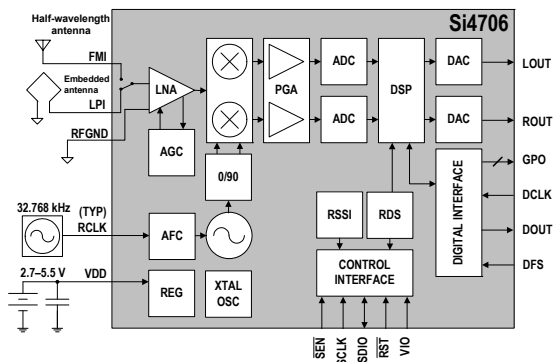 Si4706
Half-wavelength
antenna
FMI
Embedded
antenna
LPI
RFGND
LNA
AGC
PGA
ADC
ADC
DSP
DAC
DAC
LOUT
ROUT
GPO
DCLK
DOUT
DFS
DIGITAL INTERFACE
0/90
32.768 kHz
(TYP)
RCLK
AFC
RSSI
RDS
CONTROL
INTERFACE
2.7–5.5 V
VDD
REG
XTAL
OSC
SEN
SCLK
SDIO
RST
VIO